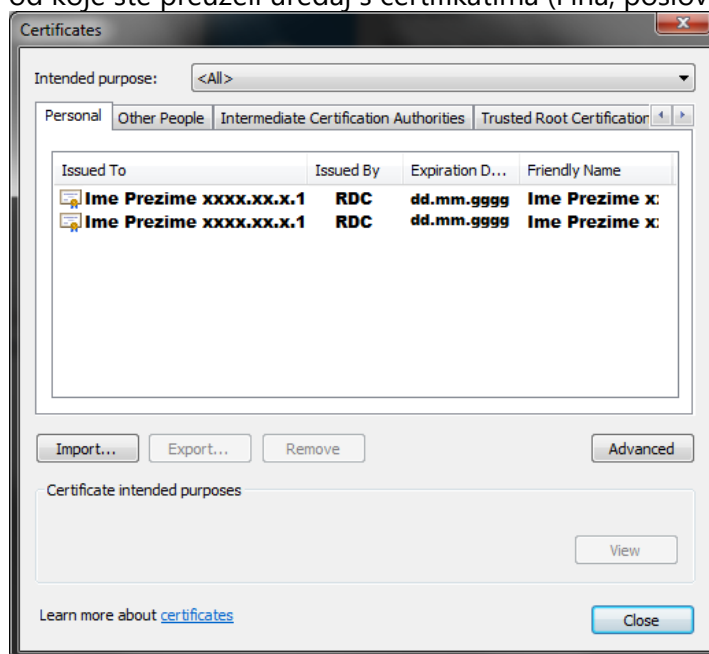 od koje ste preuzeli uređaj s certifikatima (Fina, poslov
Certificates
Intended purpose: <All>
Personal Other People Intermediate Certification Authorities Trusted Root Certification
Issued To Issued By Expiration D... Friendly Name
Ime Prezime xxxx.xx.x.1 RDC dd.mm.gggg Ime Prezime x
Ime Prezime xxxx.xx.x.1 RDC dd.mm.gggg Ime Prezime x
Import... Export... Remove Advanced
Certificate intended purposes
View
Learn more about certificates
Close